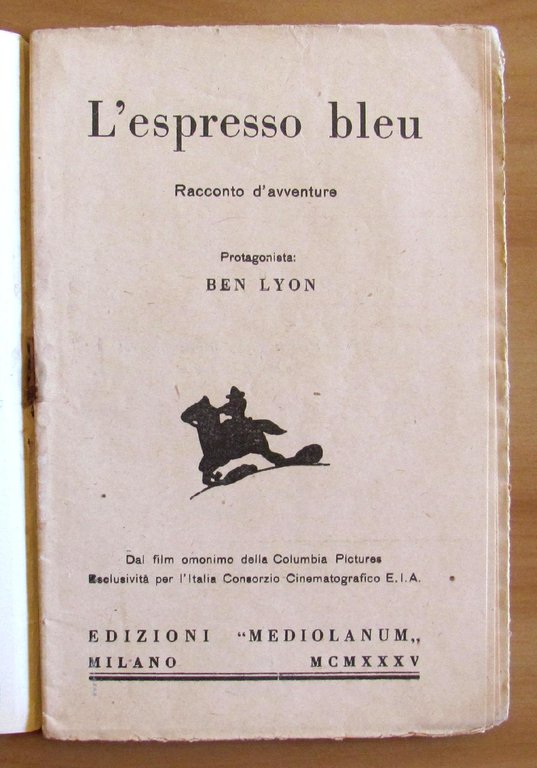 L'espresso bleu
Racconto d'avventure
Protagonista:
BEN LYON
Dal film omonimo della Columbia Pictures
Esclusività per l'Italia Consorzio Cinematografico E.I.A.
EDIZIONI “MEDIOLANUM„
MILANO MCMXXXV